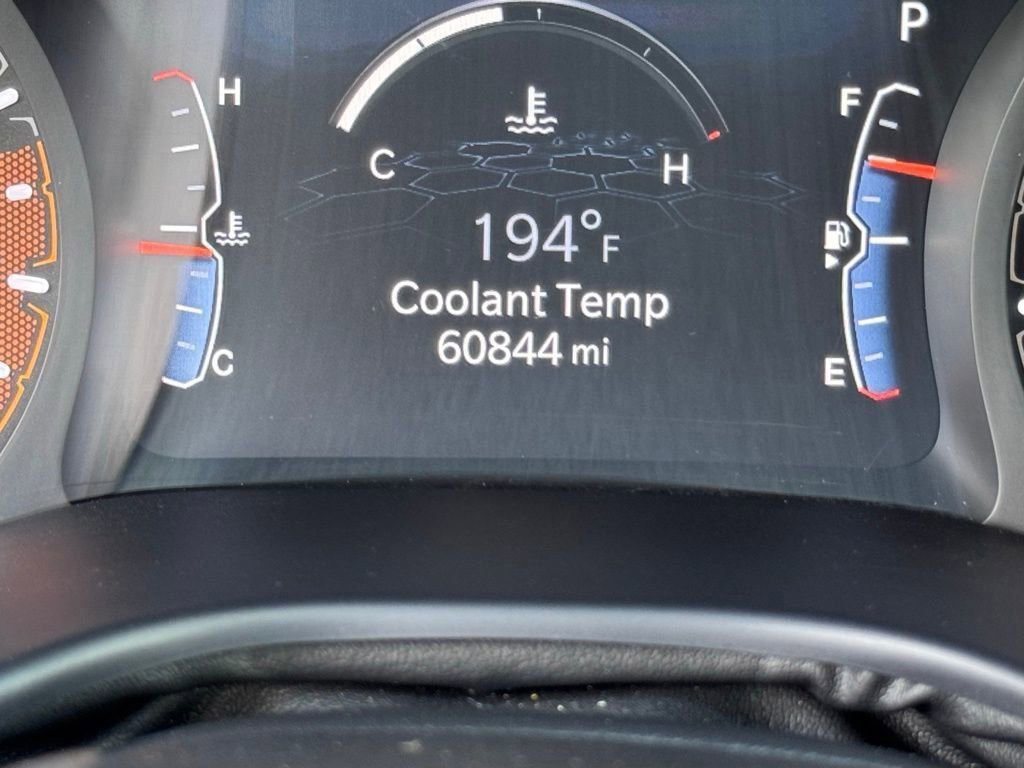 P
H
F
C H
194°F
Coolant Temp
60844 mi
C
E